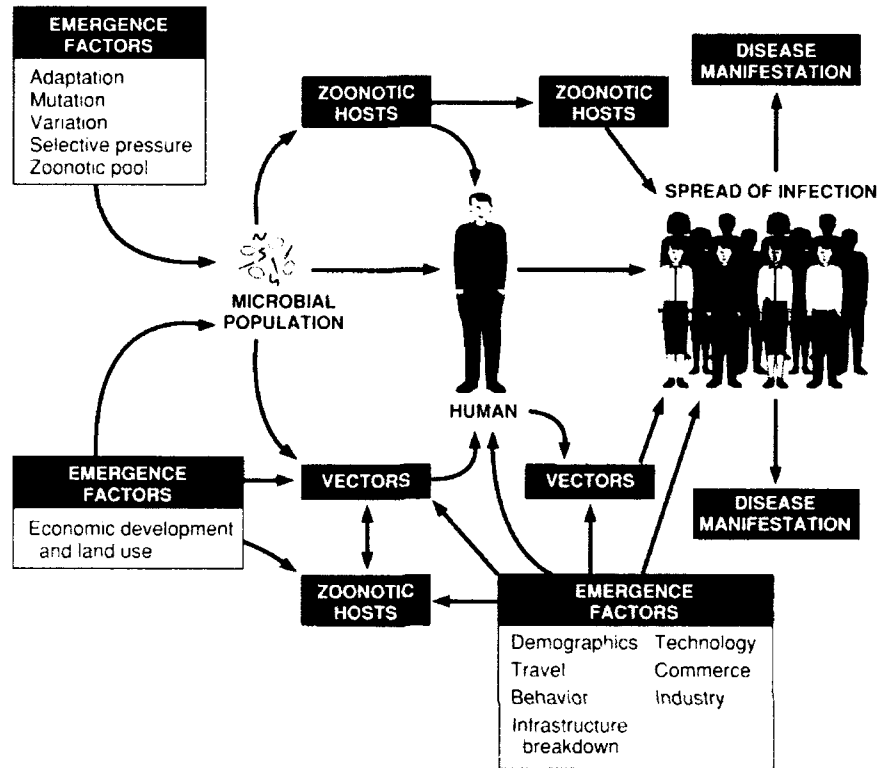 EMERGENCE
FACTORS
Adaptation
Mutation
Variation
Selective pressure
Zoonotic pool
ZOONOTIC
HOSTS
ZOONOTIC
HOSTS
DISEASE
MANIFESTATION
SPREAD OF INFECTION
MICROBIAL
POPULATION
HUMAN
EMERGENCE
FACTORS
Economic development
and land use
VECTORS
VECTORS
DISEASE
MANIFESTATION
ZOONOTIC
HOSTS
EMERGENCE
FACTORS
Demographics Technology
Travel Commerce
Behavior Industry
Infrastructure
breakdown